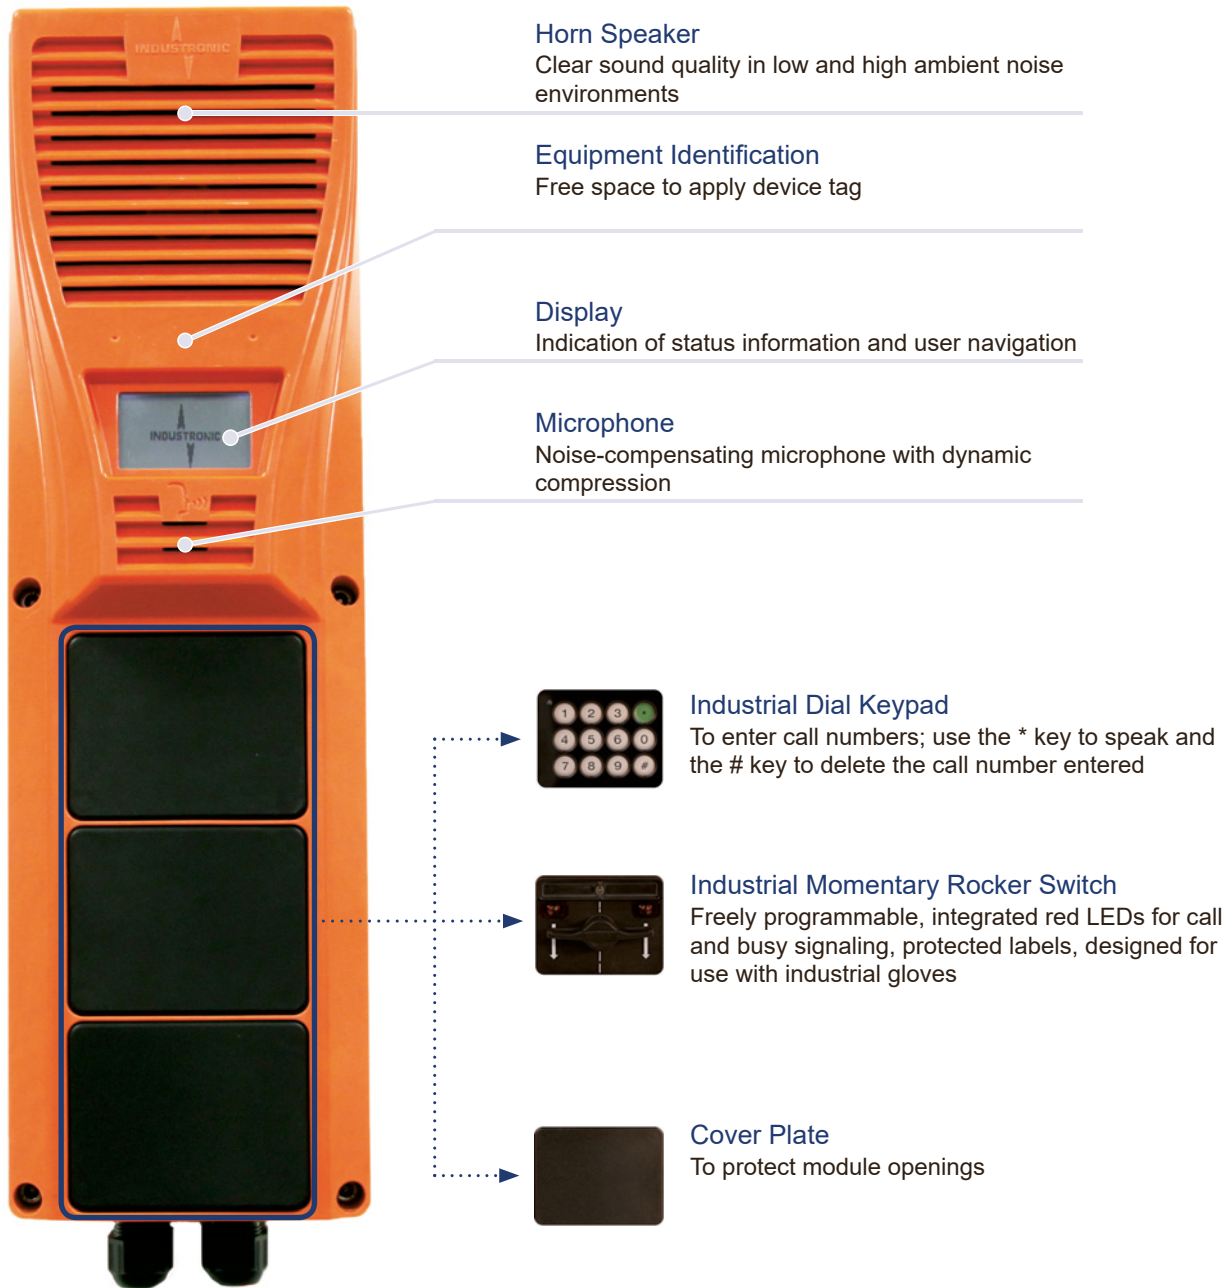 INDUSTRONIC
Horn Speaker
Clear sound quality in low and high ambient noise
environments
Equipment Identification
Free space to apply device tag
Display
Indication of status information and user navigation
INDUSTRONIC
Microphone
Noise-compensating microphone with dynamic
compression
1 2 3 *
4 5 6 0
7 8 9 #
Industrial Dial Keypad
To enter call numbers; use the * key to speak and
the # key to delete the call number entered
Industrial Momentary Rocker Switch
Freely programmable, integrated red LEDs for call
and busy signaling, protected labels, designed for
use with industrial gloves
Cover Plate
To protect module openings